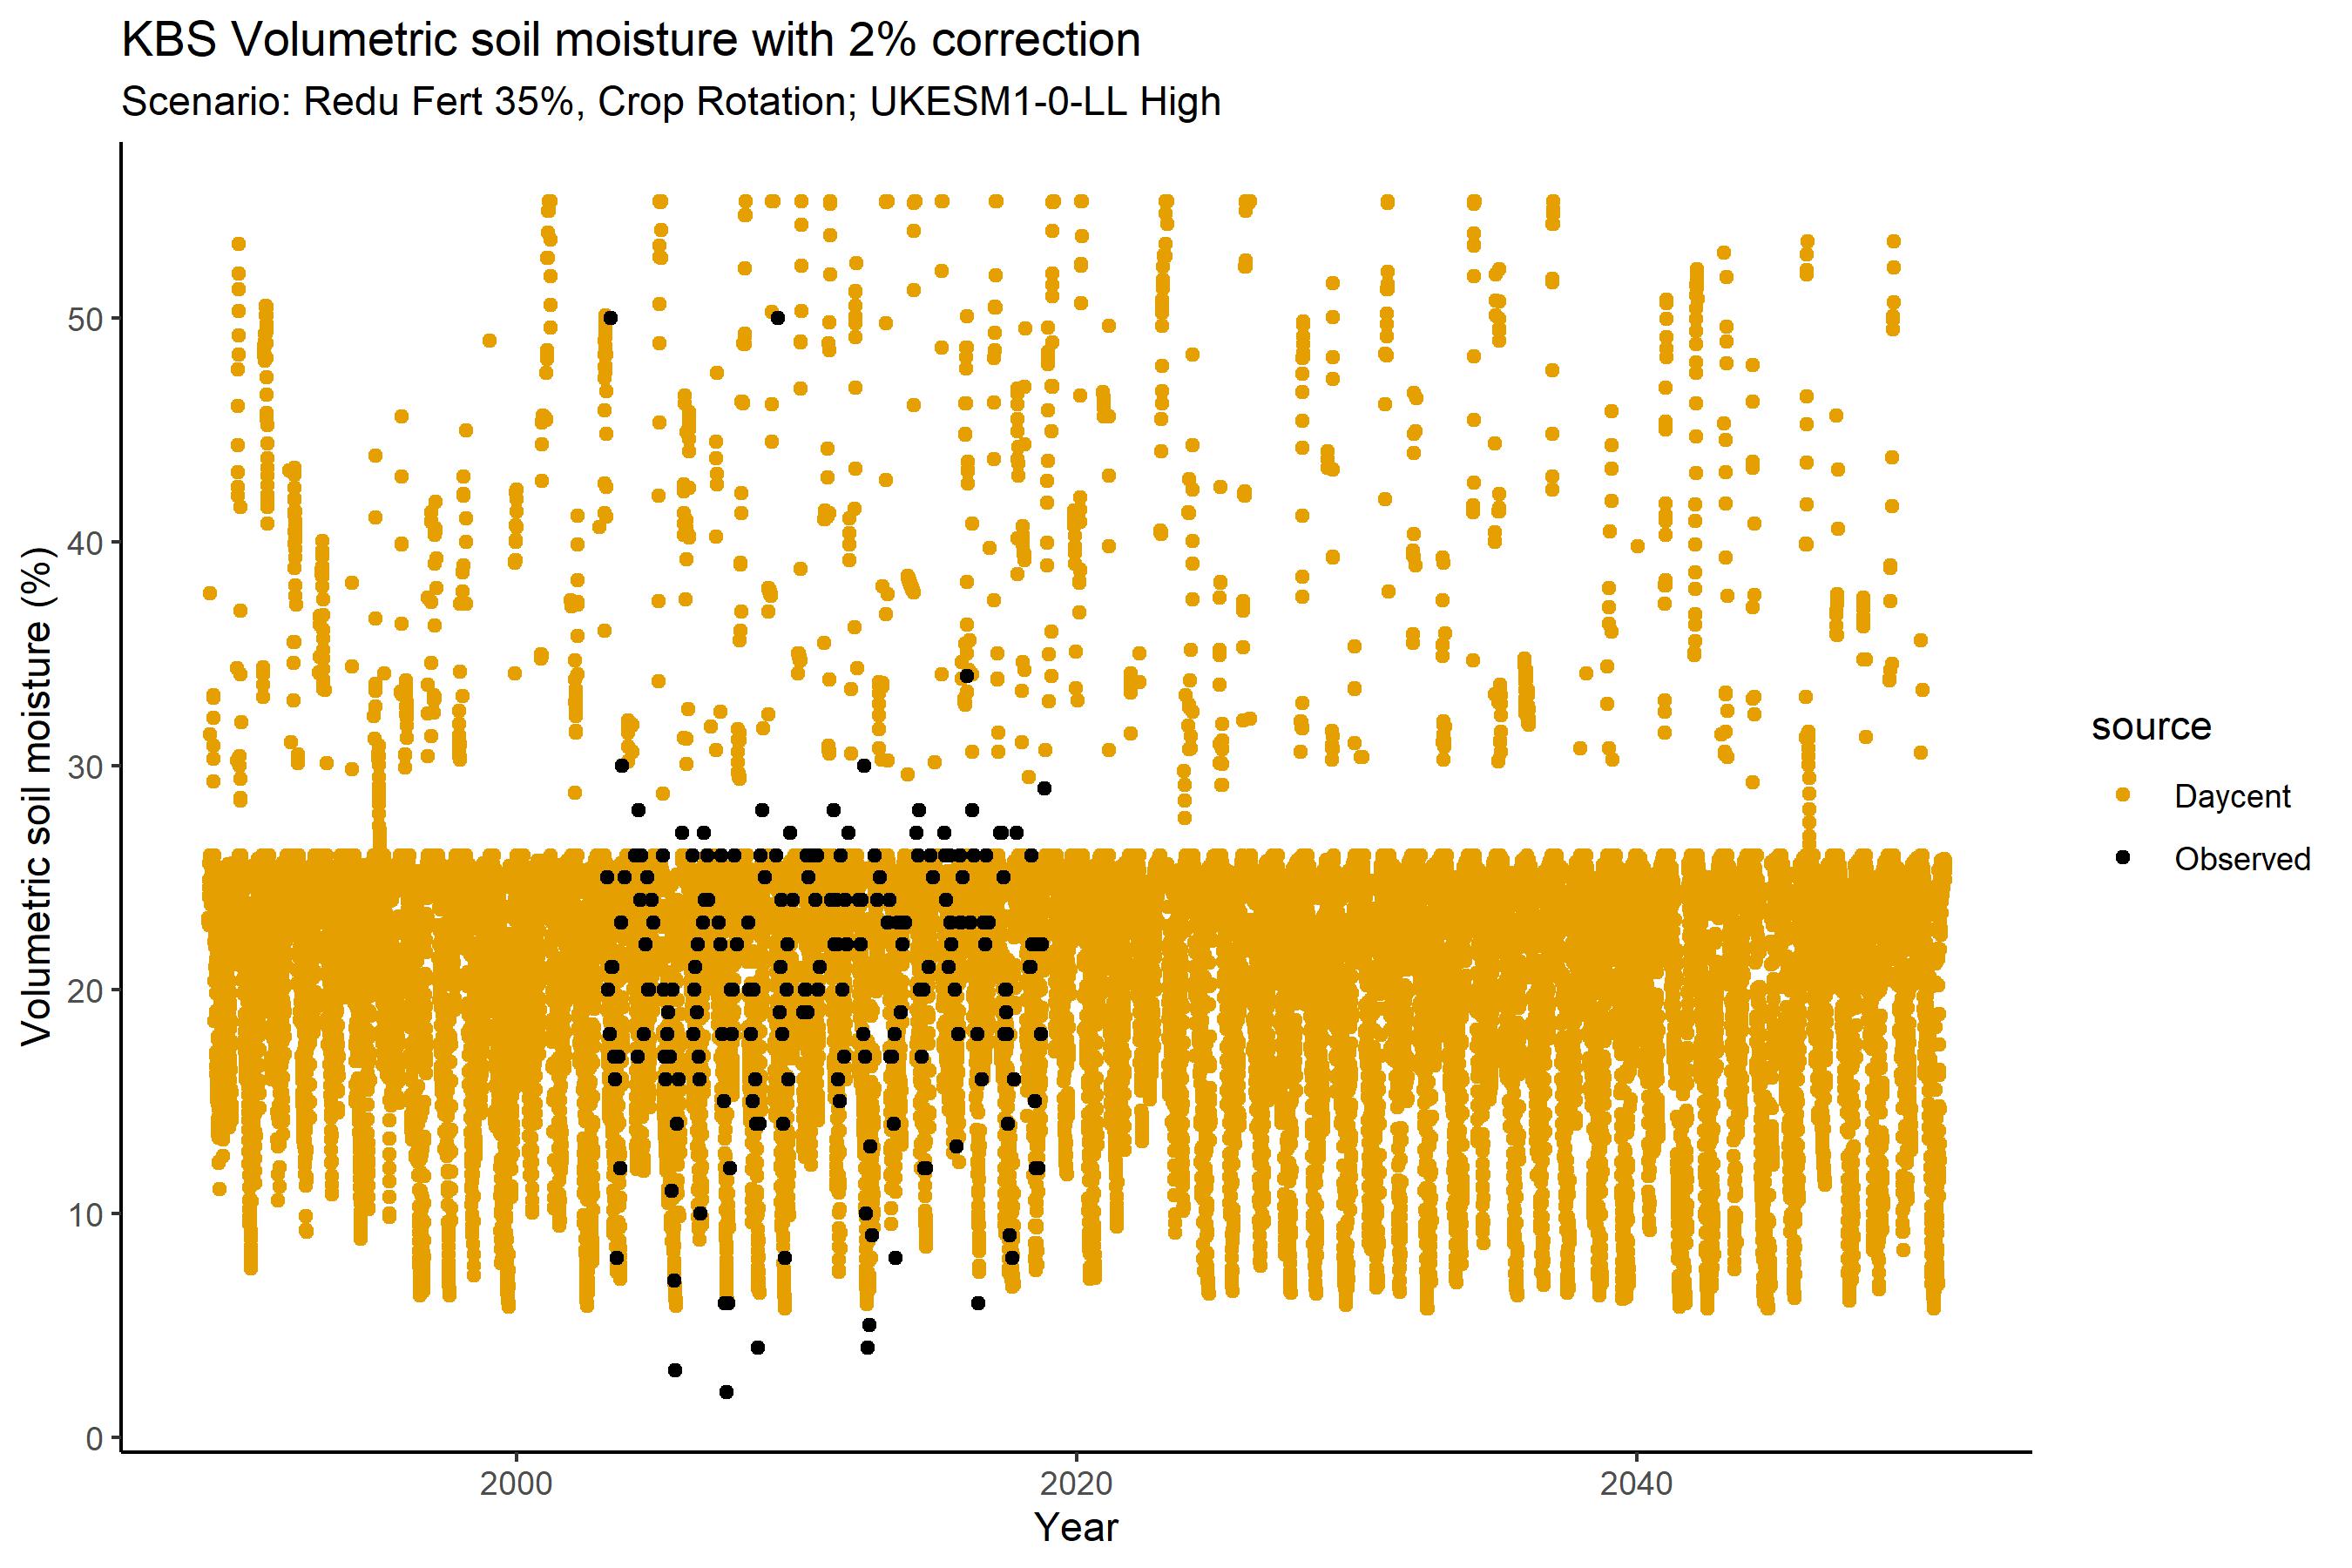 KBS Volumetric soil moisture with 2% correction
Scenario: Redu Fert 35%, Crop Rotation; UKESM1-0-LL High
Volumetric soil moisture (%)
50
40
30
20
10
0
2000
2020
2040
Year
source
Daycent
Observed